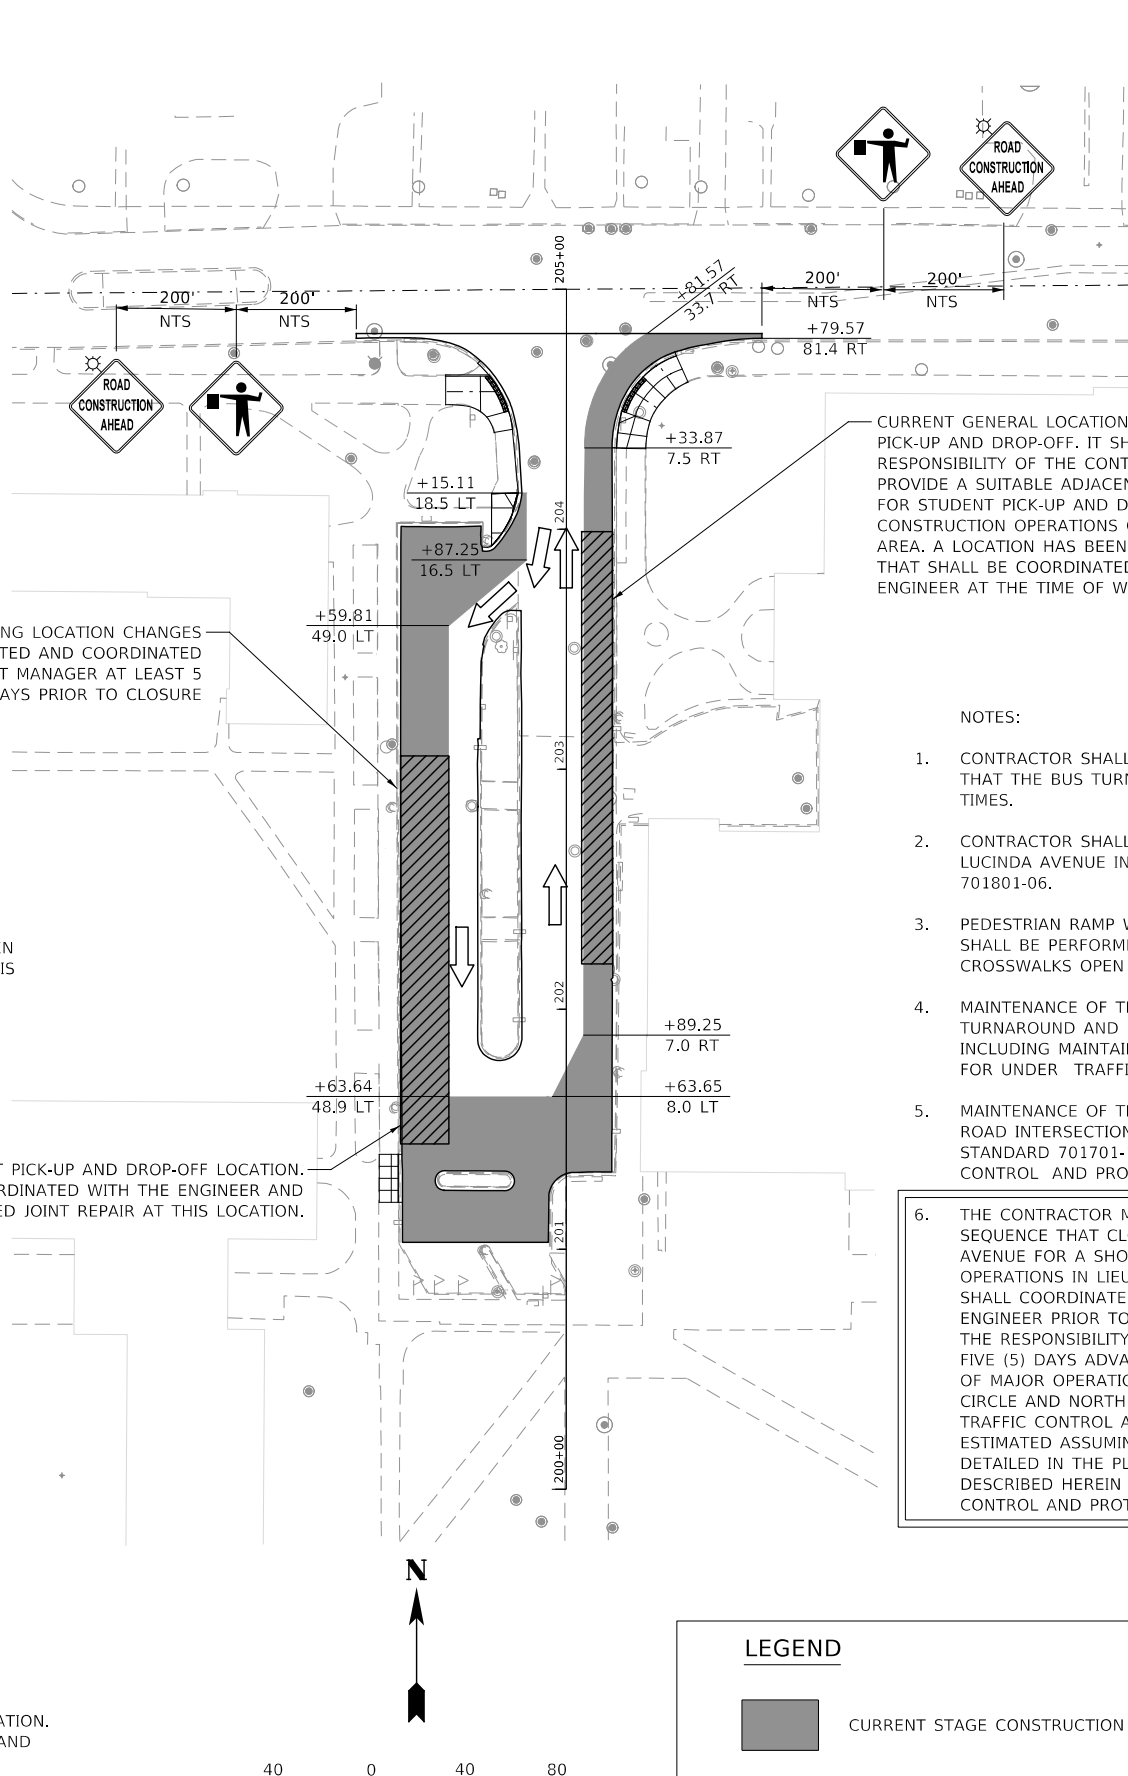 ROAD
CONSTRUCTION
AHEAD
205+00
+81.57
33.7 RT
200'
NTS
200'
NTS
200'
NTS
200'
NTS
+79.57
81.4 RT
ROAD
CONSTRUCTION
AHEAD
CURRENT GENERAL LOCATION
PICK-UP AND DROP-OFF. IT SH
RESPONSIBILITY OF THE CONT
PROVIDE A SUITABLE ADJACEN
FOR STUDENT PICK-UP AND D
CONSTRUCTION OPERATIONS
AREA. A LOCATION HAS BEEN
THAT SHALL BE COORDINATED
ENGINEER AT THE TIME OF W
+33.87
7.5 RT
+15.11
18.5 LT
204
+87.25
16.5 LT
+59.81
49.0 LT
NG LOCATION CHANGES
TED AND COORDINATED
T MANAGER AT LEAST 5
AYS PRIOR TO CLOSURE
203
NOTES:
1. CONTRACTOR SHALL
THAT THE BUS TURN
TIMES.
2. CONTRACTOR SHALL
LUCINDA AVENUE IN
701801-06.
3. PEDESTRIAN RAMP W
SHALL BE PERFORME
CROSSWALKS OPEN
EN
IS
202
4. MAINTENANCE OF TH
TURNAROUND AND
INCLUDING MAINTAI
FOR UNDER TRAFFI
+89.25
7.0 RT
+63.64
48.9 LT
+63.65
8.0 LT
5. MAINTENANCE OF TH
ROAD INTERSECTION
STANDARD 701701-
CONTROL AND PRO
T PICK-UP AND DROP-OFF LOCATION.
RDINATED WITH THE ENGINEER AND
ED JOINT REPAIR AT THIS LOCATION.
201
6. THE CONTRACTOR M
SEQUENCE THAT CL
AVENUE FOR A SHO
OPERATIONS IN LIEU
SHALL COORDINATE
ENGINEER PRIOR TO
THE RESPONSIBILITY
FIVE (5) DAYS ADVA
OF MAJOR OPERATIO
CIRCLE AND NORTH
TRAFFIC CONTROL A
ESTIMATED ASSUMIN
DETAILED IN THE PL
DESCRIBED HEREIN
CONTROL AND PROT
200+00
N
LEGEND
CURRENT STAGE CONSTRUCTION
ATION.
AND
40 0 40 80